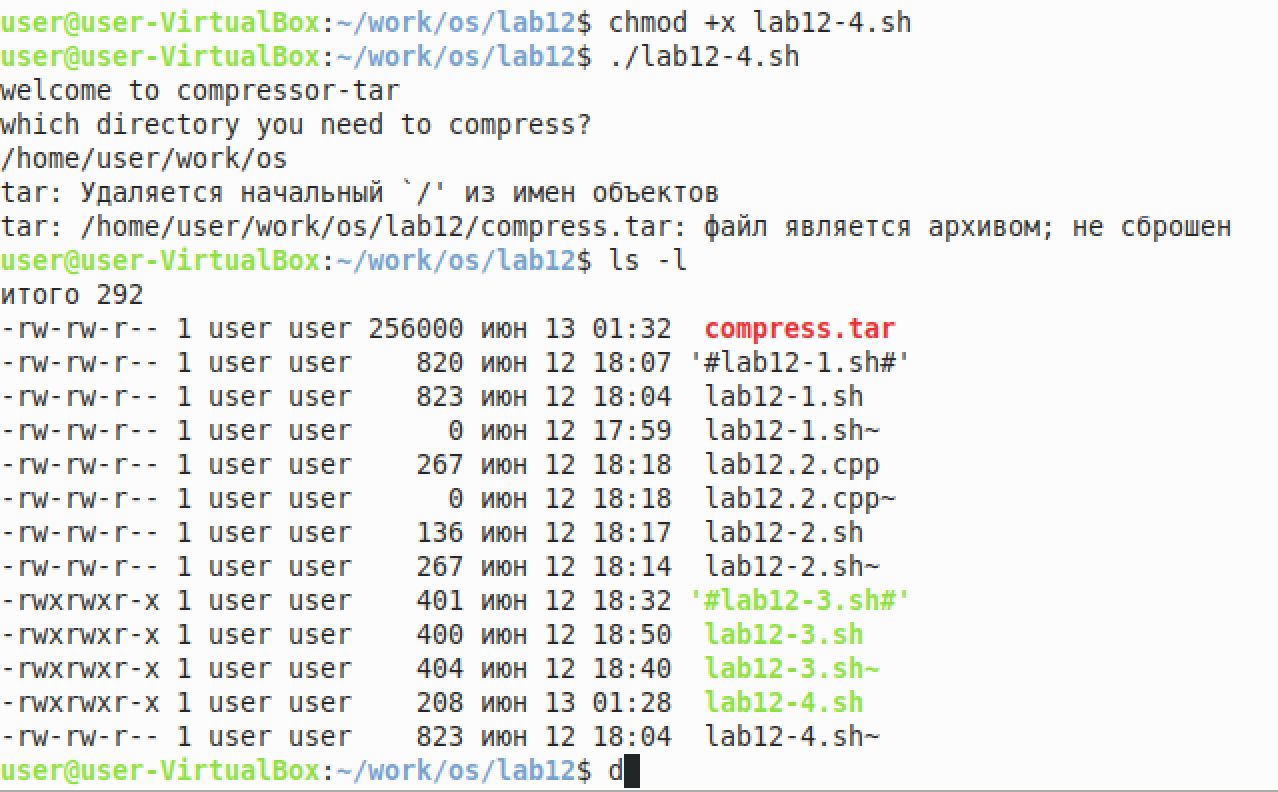 user@user-VirtualBox:~/work/os/lab12$ chmod +x lab12-4.sh
user@user-VirtualBox:~/work/os/lab12$ ./lab12-4.sh
welcome to compressor-tar
which directory you need to compress?
/home/user/work/os
tar: Удаляется начальный `/' из имен объектов
tar: /home/user/work/os/lab12/compress.tar: файл является архивом; не сброшен
user@user-VirtualBox:~/work/os/lab12$ ls -l
итого 292
-rw-rw-r-- 1 user user 256000 июн 13 01:32  compress.tar
-rw-rw-r-- 1 user user    820 июн 12 18:07 '#lab12-1.sh#'
-rw-rw-r-- 1 user user    823 июн 12 18:04  lab12-1.sh
-rw-rw-r-- 1 user user      0 июн 12 17:59  lab12-1.sh~
-rw-rw-r-- 1 user user    267 июн 12 18:18  lab12.2.cpp
-rw-rw-r-- 1 user user      0 июн 12 18:18  lab12.2.cpp~
-rw-rw-r-- 1 user user    136 июн 12 18:17  lab12-2.sh
-rw-rw-r-- 1 user user    267 июн 12 18:14  lab12-2.sh~
-rwxrwxr-x 1 user user    401 июн 12 18:32 '#lab12-3.sh#'
-rwxrwxr-x 1 user user    400 июн 12 18:50  lab12-3.sh
-rwxrwxr-x 1 user user    404 июн 12 18:40  lab12-3.sh~
-rwxrwxr-x 1 user user    208 июн 13 01:28  lab12-4.sh
-rw-rw-r-- 1 user user    823 июн 12 18:04  lab12-4.sh~
user@user-VirtualBox:~/work/os/lab12$ d